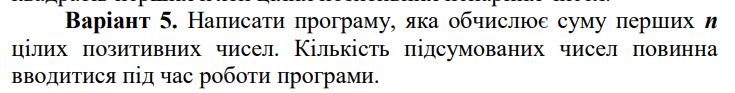 Варіант 5. Написати програму, яка обчислює суму перших n
цілих позитивних чисел. Кількість підсумованих чисел повинна
вводитися під час роботи програми.